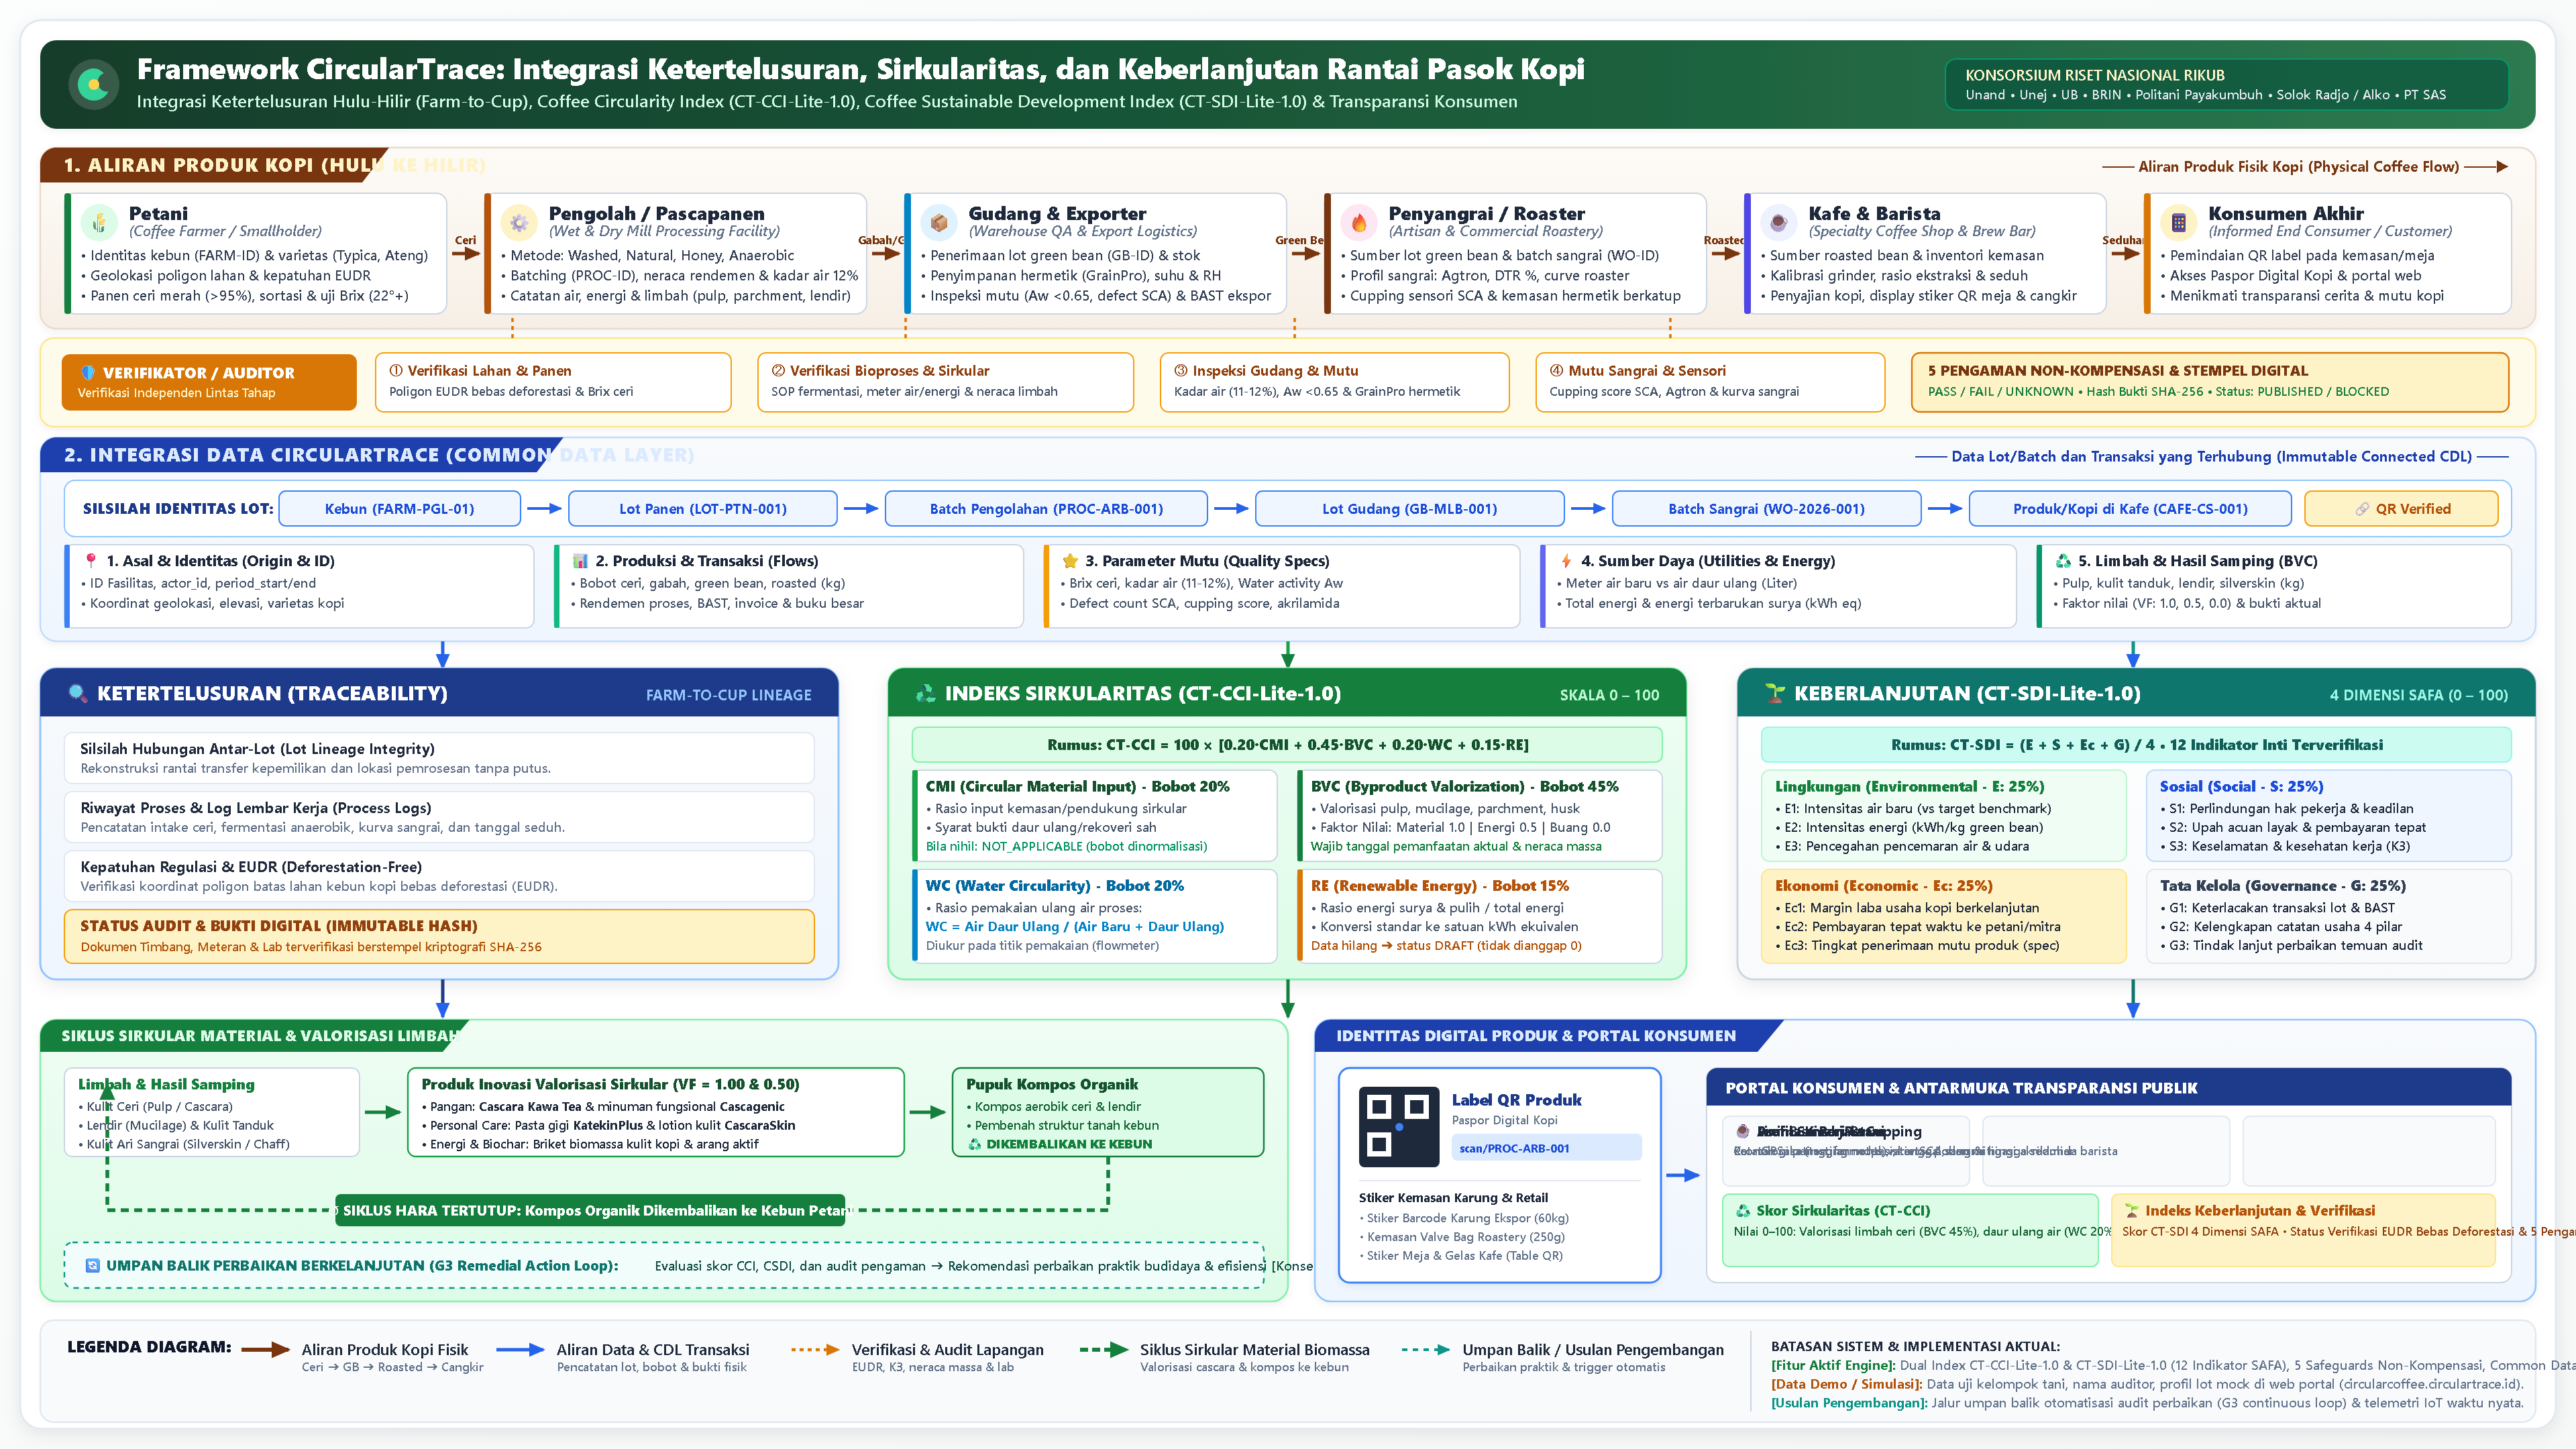 Framework CircularTrace: Integrasi Ketertelusuran, Sirkularitas, dan Keberlanjutan Rantai Pasok Kopi
Integrasi Ketertelusuran Hulu-Hilir (Farm-to-Cup), Coffee Circularity Index (CT-CCI-Lite-1.0), Coffee Sustainable Development Index (CT-SDI-Lite-1.0) & Transparansi Konsumen
KONSORSIUM RISET NASIONAL RIKUB
Unand • Unej • UB • BRIN • Politani Payakumbuh • Solok Radjo / Alko • PT SAS
1. ALIRAN PRODUK KOPI (HULU KE HILIR)
Aliran Produk Fisik Kopi (Physical Coffee Flow)
Petani
(Coffee Farmer / Smallholder)
• Identitas kebun (FARM-ID) & varietas (Typica, Ateng)
• Geolokasi poligon lahan & kepatuhan EUDR
• Panen ceri merah (>95%), sortasi & uji Brix (22°+)
Ceri
Pengolah / Pascapanen
(Wet & Dry Mill Processing Facility)
• Metode: Washed, Natural, Honey, Anaerobic
• Batching (PROC-ID), neraca rendemen & kadar air 12%
• Catatan air, energi & limbah (pulp, parchment, lendir)
Gabah/G
Gudang & Exporter
(Warehouse QA & Export Logistics)
• Penerimaan lot green bean (GB-ID) & stok
• Penyimpanan hermetik (GrainPro), suhu & RH
• Inspeksi mutu (Aw <0.65, defect SCA) & BAST ekspor
Green Be
Penyangrai / Roaster
(Artisan & Commercial Roastery)
• Sumber lot green bean & batch sangrai (WO-ID)
• Profil sangrai: Agtron, DTR %, curve roaster
• Cupping sensori SCA & kemasan hermetik berkatup
Roasted
Kafe & Barista
(Specialty Coffee Shop & Brew Bar)
• Sumber roasted bean & inventori kemasan
• Kalibrasi grinder, rasio ekstraksi & seduh
• Penyajian kopi, display stiker QR meja & cangkir
Seduhan
Konsumen Akhir
(Informed End Consumer / Customer)
• Pemindaian QR label pada kemasan/meja
• Akses Paspor Digital Kopi & portal web
• Menikmati transparansi cerita & mutu kopi
VERIFIKATOR / AUDITOR
Verifikasi Independen Lintas Tahap
① Verifikasi Lahan & Panen
Poligon EUDR bebas deforestasi & Brix ceri
② Verifikasi Bioproses & Sirkular
SOP fermentasi, meter air/energi & neraca limbah
③ Inspeksi Gudang & Mutu
Kadar air (11-12%), Aw <0.65 & GrainPro hermetik
④ Mutu Sangrai & Sensori
Cupping score SCA, Agtron & kurva sangrai
5 PENGAMAN NON-KOMPENSASI & STEMPEL DIGITAL
PASS / FAIL / UNKNOWN • Hash Bukti SHA-256 • Status: PUBLISHED / BLOCKED
2. INTEGRASI DATA CIRCULARTRACE (COMMON DATA LAYER)
Data Lot/Batch dan Transaksi yang Terhubung (Immutable Connected CDL)
SILSILAH IDENTITAS LOT:
Kebun (FARM-PGL-01)
Lot Panen (LOT-PTN-001)
Batch Pengolahan (PROC-ARB-001)
Lot Gudang (GB-MLB-001)
Batch Sangrai (WO-2026-001)
Produk/Kopi di Kafe (CAFE-CS-001)
QR Verified
1. Asal & Identitas (Origin & ID)
• ID Fasilitas, actor_id, period_start/end
• Koordinat geolokasi, elevasi, varietas kopi
2. Produksi & Transaksi (Flows)
• Bobot ceri, gabah, green bean, roasted (kg)
• Rendemen proses, BAST, invoice & buku besar
3. Parameter Mutu (Quality Specs)
• Brix ceri, kadar air (11-12%), Water activity Aw
• Defect count SCA, cupping score, akrilamida
4. Sumber Daya (Utilities & Energy)
• Meter air baru vs air daur ulang (Liter)
• Total energi & energi terbarukan surya (kWh eq)
5. Limbah & Hasil Samping (BVC)
• Pulp, kulit tanduk, lendir, silverskin (kg)
• Faktor nilai (VF: 1.0, 0.5, 0.0) & bukti aktual
KETERTELUSURAN (TRACEABILITY)
FARM-TO-CUP LINEAGE
Silsilah Hubungan Antar-Lot (Lot Lineage Integrity)
Rekonstruksi rantai transfer kepemilikan dan lokasi pemrosesan tanpa putus.
Riwayat Proses & Log Lembar Kerja (Process Logs)
Pencatatan intake ceri, fermentasi anaerobik, kurva sangrai, dan tanggal seduh.
Kepatuhan Regulasi & EUDR (Deforestation-Free)
Verifikasi koordinat poligon batas lahan kebun kopi bebas deforestasi (EUDR).
STATUS AUDIT & BUKTI DIGITAL (IMMUTABLE HASH)
Dokumen Timbang, Meteran & Lab terverifikasi berstempel kriptografi SHA-256
INDEKS SIRKULARITAS (CT-CCI-Lite-1.0)
SKALA 0 – 100
Rumus: CT-CCI = 100 × [0.20·CMI + 0.45·BVC + 0.20·WC + 0.15·RE]
CMI (Circular Material Input) - Bobot 20%
• Rasio input kemasan/pendukung sirkular
• Syarat bukti daur ulang/rekoveri sah
Bila nihil: NOT_APPLICABLE (bobot dinormalisasi)
BVC (Byproduct Valorization) - Bobot 45%
• Valorisasi pulp, mucilage, parchment, husk
• Faktor Nilai: Material 1.0 | Energi 0.5 | Buang 0.0
Wajib tanggal pemanfaatan aktual & neraca massa
WC (Water Circularity) - Bobot 20%
• Rasio pemakaian ulang air proses:
WC = Air Daur Ulang / (Air Baru + Daur Ulang)
Diukur pada titik pemakaian (flowmeter)
RE (Renewable Energy) - Bobot 15%
• Rasio energi surya & pulih / total energi
• Konversi standar ke satuan kWh ekuivalen
Data hilang ➔ status DRAFT (tidak dianggap 0)
KEBERLANJUTAN (CT-SDI-Lite-1.0)
4 DIMENSI SAFA (0 – 100)
Rumus: CT-SDI = (E + S + Ec + G) / 4 • 12 Indikator Inti Terverifikasi
Lingkungan (Environmental - E: 25%)
• E1: Intensitas air baru (vs target benchmark)
• E2: Intensitas energi (kWh/kg green bean)
• E3: Pencegahan pencemaran air & udara
Sosial (Social - S: 25%)
• S1: Perlindungan hak pekerja & keadilan
• S2: Upah acuan layak & pembayaran tepat
• S3: Keselamatan & kesehatan kerja (K3)
Ekonomi (Economic - Ec: 25%)
• Ec1: Margin laba usaha kopi berkelanjutan
• Ec2: Pembayaran tepat waktu ke petani/mitra
• Ec3: Tingkat penerimaan mutu produk (spec)
Tata Kelola (Governance - G: 25%)
• G1: Keterlacakan transaksi lot & BAST
• G2: Kelengkapan catatan usaha 4 pilar
• G3: Tindak lanjut perbaikan temuan audit
SIKLUS SIRKULAR MATERIAL & VALORISASI LIMBAH
Limbah & Hasil Samping
• Kulit Ceri (Pulp / Cascara)
• Lendir (Mucilage) & Kulit Tanduk
• Kulit Ari Sangrai (Silverskin / Chaff)
Produk Inovasi Valorisasi Sirkular (VF = 1.00 & 0.50)
• Pangan: Cascara Kawa Tea & minuman fungsional Cascagenic
• Personal Care: Pasta gigi KatekinPlus & lotion kulit CascaraSkin
• Energi & Biochar: Briket biomassa kulit kopi & arang aktif
Pupuk Kompos Organik
• Kompos aerobik ceri & lendir
• Pembenah struktur tanah kebun
DIKEMBALIKAN KE KEBUN
SIKLUS HARA TERTUTUP: Kompos Organik Dikembalikan ke Kebun Petani
UMPAN BALIK PERBAIKAN BERKELANJUTAN (G3 Remedial Action Loop):
Evaluasi skor CCI, CSDI, dan audit pengaman → Rekomendasi perbaikan praktik budidaya & efisiensi [Konse
IDENTITAS DIGITAL PRODUK & PORTAL KONSUMEN
Label QR Produk
Paspor Digital Kopi
scan/PROC-ARB-001
Stiker Kemasan Karung & Retail
• Stiker Barcode Karung Ekspor (60kg)
• Kemasan Valve Bag Roastery (250g)
• Stiker Meja & Gelas Kafe (Table QR)
PORTAL KONSUMEN & ANTARMUKA TRANSPARANSI PUBLIK
Skor Sirkularitas (CT-CCI)
Nilai 0–100: Valorisasi limbah ceri (BVC 45%), daur ulang air (WC 20%
Indeks Keberlanjutan & Verifikasi
Skor CT-SDI 4 Dimensi SAFA • Status Verifikasi EUDR Bebas Deforestasi & 5 Penga
LEGENDA DIAGRAM:
Aliran Produk Kopi Fisik
Ceri → GB → Roasted → Cangkir
Aliran Data & CDL Transaksi
Pencatatan lot, bobot & bukti fisik
Verifikasi & Audit Lapangan
EUDR, K3, neraca massa & lab
Siklus Sirkular Material Biomassa
Valorisasi cascara & kompos ke kebun
Umpan Balik / Usulan Pengembangan
Perbaikan praktik & trigger otomatis
BATASAN SISTEM & IMPLEMENTASI AKTUAL:
[Fitur Aktif Engine]: Dual Index CT-CCI-Lite-1.0 & CT-SDI-Lite-1.0 (12 Indikator SAFA), 5 Safeguards Non-Kompensasi, Common Data
[Data Demo / Simulasi]: Data uji kelompok tani, nama auditor, profil lot mock di web portal (circularcoffee.circulartrace.id).
[Usulan Pengembangan]: Jalur umpan balik otomatisasi audit perbaikan (G3 continuous loop) & telemetri IoT waktu nyata.